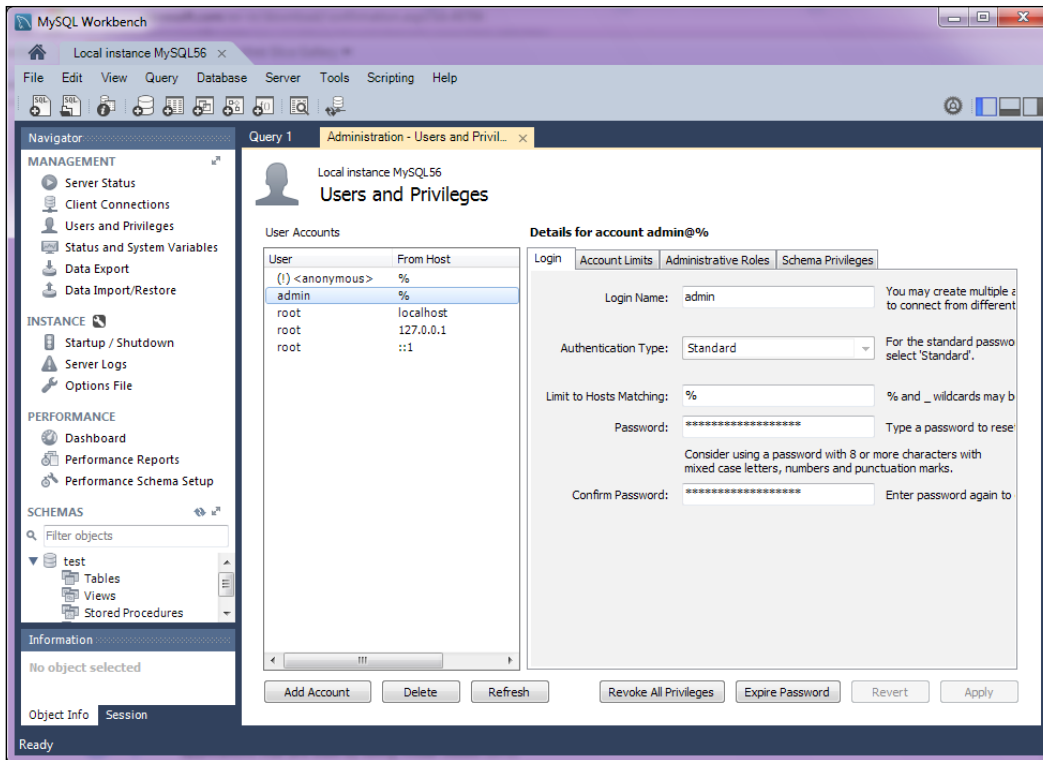 MySQL Workbench
Local instance MySQL56
File Edit View Query Database Server Tools Scripting Help
Navigator
MANAGEMENT
Server Status
Client Connections
Users and Privileges
Status and System Variables
Data Export
Data Import/Restore
INSTANCE
Startup / Shutdown
Server Logs
Options File
PERFORMANCE
Dashboard
Performance Reports
Performance Schema Setup
SCHEMAS
Filter objects
test
Tables
Views
Stored Procedures
Information
No object selected
Object Info Session
Ready
Query 1 Administration - Users and Privil...
Local instance MySQL56
Users and Privileges
User Accounts
User From Host
(!) <anonymous> %
admin %
root localhost
root 127.0.0.1
root ::1
Add Account Delete Refresh
Details for account admin@%
Login Account Limits Administrative Roles Schema Privileges
Login Name: admin You may create multiple a
to connect from different
Authentication Type: Standard For the standard passwo
select 'Standard'.
Limit to Hosts Matching: % % and _ wildcards may b
Password: ****************** Type a password to rese
Consider using a password with 8 or more characters with
mixed case letters, numbers and punctuation marks.
Confirm Password: ****************** Enter password again to
Revoke All Privileges Expire Password Revert Apply